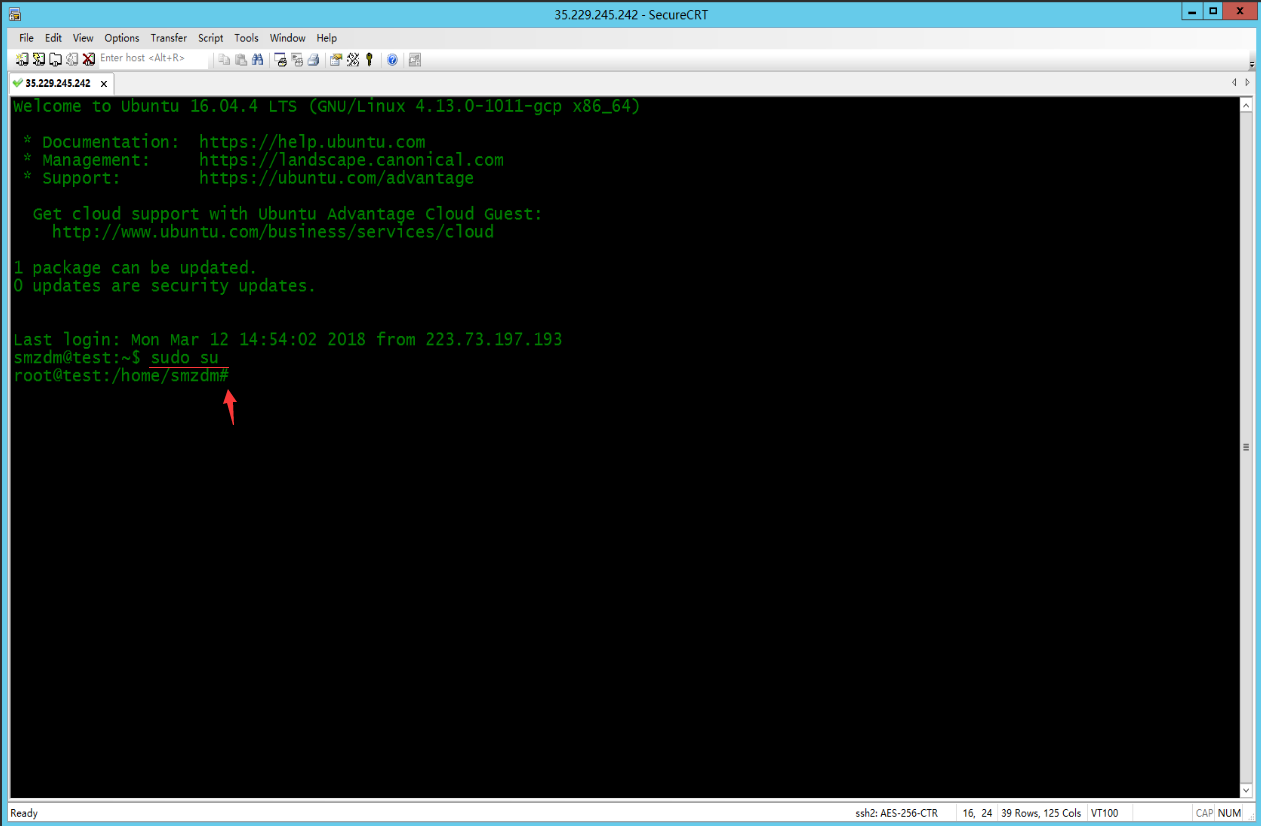 35.229.245.242 - SecureCRT
File Edit View Options Transfer Script Tools Window Help
Enter host <Alt+R>
35.229.245.242 x
Welcome to Ubuntu 16.04.4 LTS (GNU/Linux 4.13.0-1011-gcp x86_64)
* Documentation: https://help.ubuntu.com
* Management: https://landscape.canonical.com
* Support: https://ubuntu.com/advantage
Get cloud support with Ubuntu Advantage Cloud Guest:
http://www.ubuntu.com/business/services/cloud
1 package can be updated.
0 updates are security updates.
Last login: Mon Mar 12 14:54:02 2018 from 223.73.197.193
smzdm@test:~$ sudo su
root@test:/home/smzdm#
Ready ssh2: AES-256-CTR 16, 24 39 Rows, 125 Cols VT100 CAP NUM